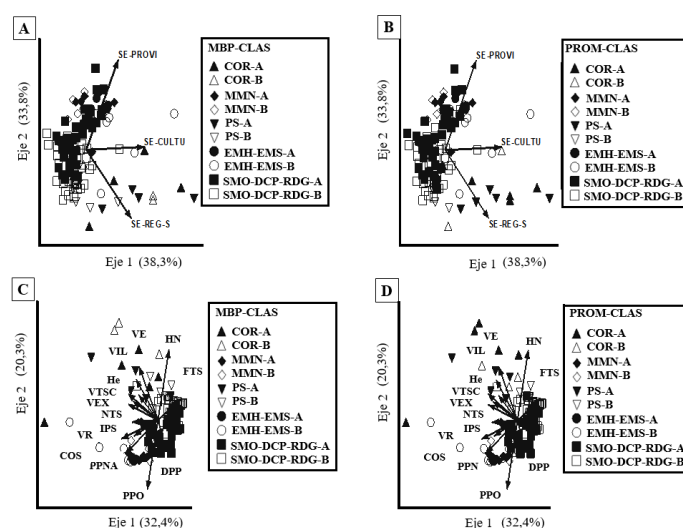 A
MBP-CLAS
COR-A
COR-B
MMN-A
MMN-B
PS-A
PS-B
EMH-EMS-A
EMH-EMS-B
SMO-DCP-RDG-A
SMO-DCP-RDG-B
SE-PROVI
SE-CULTU
SE-REG-S
Eje 2 (33,8%)
Eje 1 (38,3%)
B
PROM-CLAS
COR-A
COR-B
MMN-A
MMN-B
PS-A
PS-B
EMH-EMS-A
EMH-EMS-B
SMO-DCP-RDG-A
SMO-DCP-RDG-B
SE-PROVI
SE-CULTU
SE-REG-S
Eje 2 (33,8%)
Eje 1 (38,3%)
C
MBP-CLAS
COR-A
COR-B
MMN-A
MMN-B
PS-A
PS-B
EMH-EMS-A
EMH-EMS-B
SMO-DCP-RDG-A
SMO-DCP-RDG-B
VE
HN
VIL
FTS
He
VTSC
VEX
NTS
IPS
VR
COS
PPNA
DPP
PPO
Eje 2 (20,3%)
Eje 1 (32,4%)
D
PROM-CLAS
COR-A
COR-B
MMN-A
MMN-B
PS-A
PS-B
EMH-EMS-A
EMH-EMS-B
SMO-DCP-RDG-A
SMO-DCP-RDG-B
VE
HN
VIL
FTS
He
VTSC
VEX
NTS
IPS
VR
COS
PPN
DPP
PPO
Eje 2 (20,3%)
Eje 1 (32,4%)